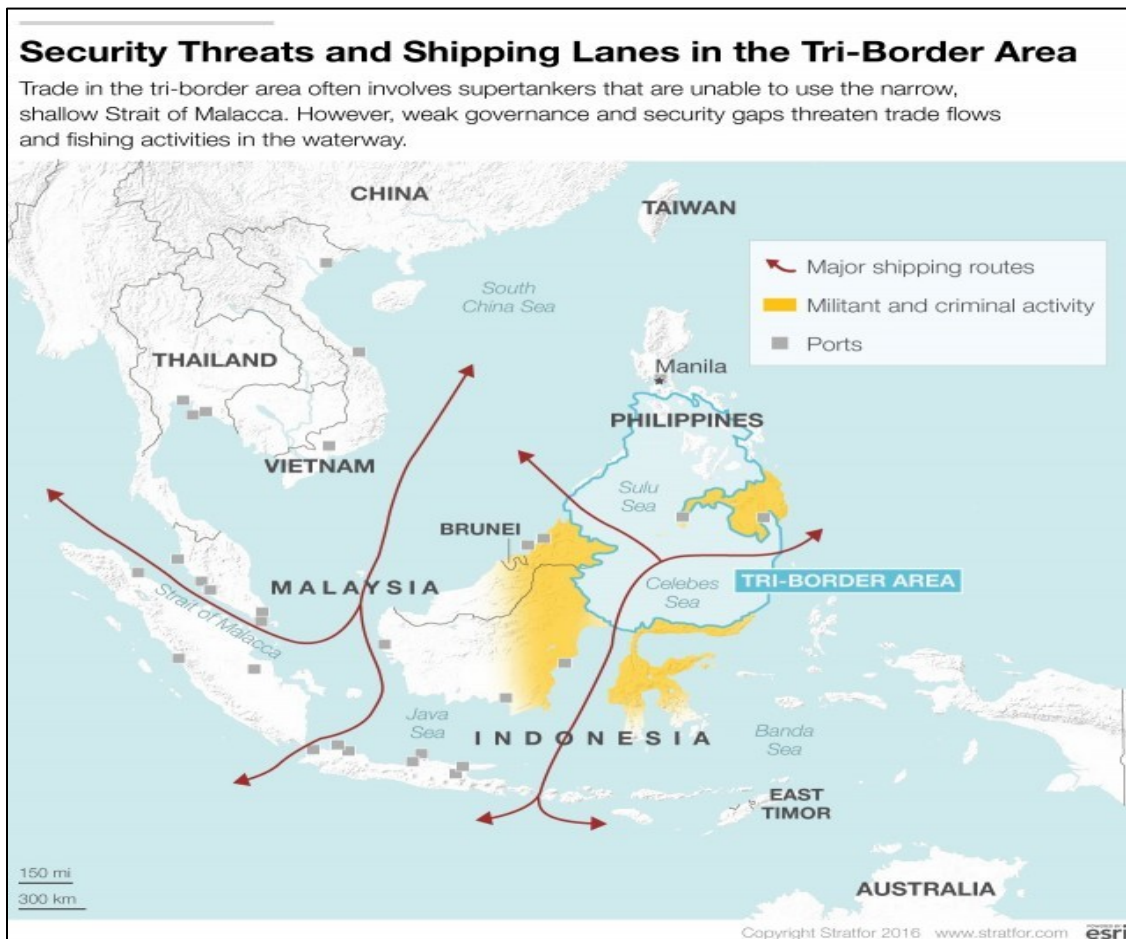 Security Threats and Shipping Lanes in the Tri-Border Area
Trade in the tri-border area often involves supertankers that are unable to use the narrow,
shallow Strait of Malacca. However, weak governance and security gaps threaten trade flows
and fishing activities in the waterway.
CHINA
TAIWAN
Major shipping routes
Militant and criminal activity
Ports
South
China Sea
THAILAND
Manila
PHILIPPINES
VIETNAM
Sulu
Sea
BRUNEI
MALAYSIA
TRI-BORDER AREA
Celebes
Sea
Strait of Malacca
Java
Sea
INDONESIA
Banda
Sea
EAST
TIMOR
150 mi
300 km
AUSTRALIA
Copyright Stratfor 2016 www.stratfor.com
POWERED BY
esri